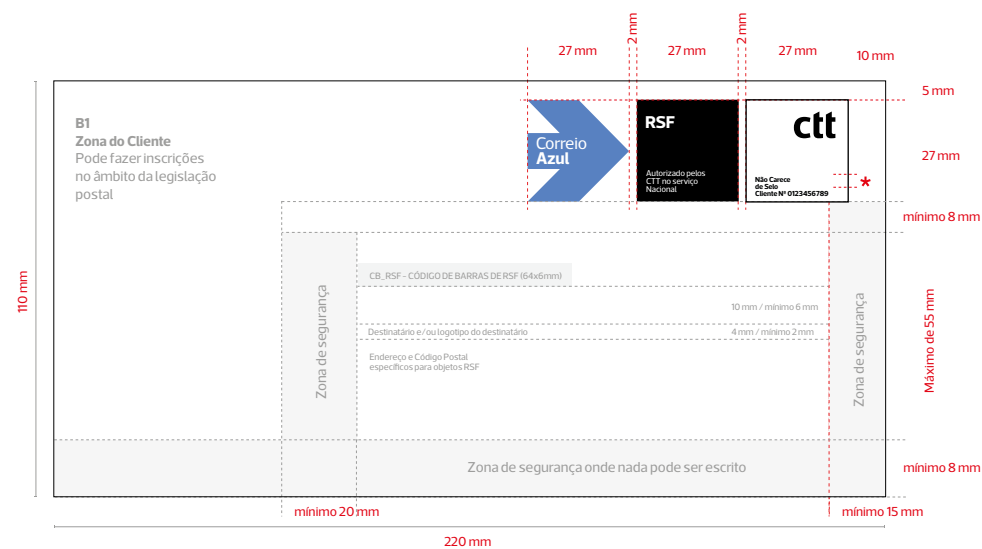 27 mm
2 mm
27 mm
2 mm
27 mm
10 mm
5 mm
27 mm
mínimo 8 mm
B1
Zona do Cliente
Pode fazer inscrições
no âmbito da legislação
postal
Correio
Azul
RSF
Autorizado pelos
CTT no serviço
Nacional
ctt
Não Carece
de Selo
Cliente Nº 0123456789
*
110 mm
Zona de segurança
CB_RSF - CÓDIGO DE BARRAS DE RSF (64x6mm)
10 mm / mínimo 6 mm
Destinatário e/ou logotipo do destinatário
4 mm / mínimo 2 mm
Endereço e Código Postal
específicos para objetos RSF
Zona de segurança
Máximo de 55 mm
Zona de segurança onde nada pode ser escrito
mínimo 8 mm
mínimo 20 mm
mínimo 15 mm
220 mm